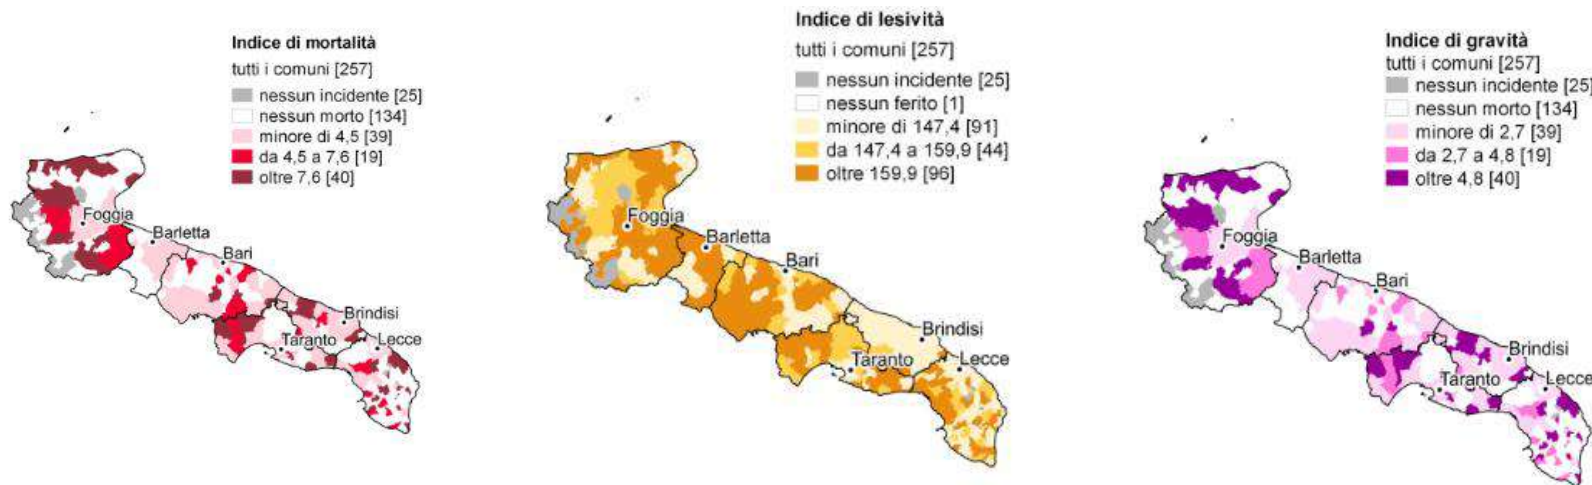 Indice di mortalità
tutti i comuni [257]
nessun incidente [25]
nessun morto [134]
minore di 4,5 [39]
da 4,5 a 7,6 [19]
oltre 7,6 [40]
Foggia
Barletta
Bari
Brindisi
Taranto
Lecce
Indice di lesività
tutti i comuni [257]
nessun incidente [25]
nessun ferito [1]
minore di 147,4 [91]
da 147,4 a 159,9 [44]
oltre 159,9 [96]
Foggia
Barletta
Bari
Brindisi
Taranto
Lecce
Indice di gravità
tutti i comuni [257]
nessun incidente [25]
nessun morto [134]
minore di 2,7 [39]
da 2,7 a 4,8 [19]
oltre 4,8 [40]
Foggia
Barletta
Bari
Brindisi
Taranto
Lecce